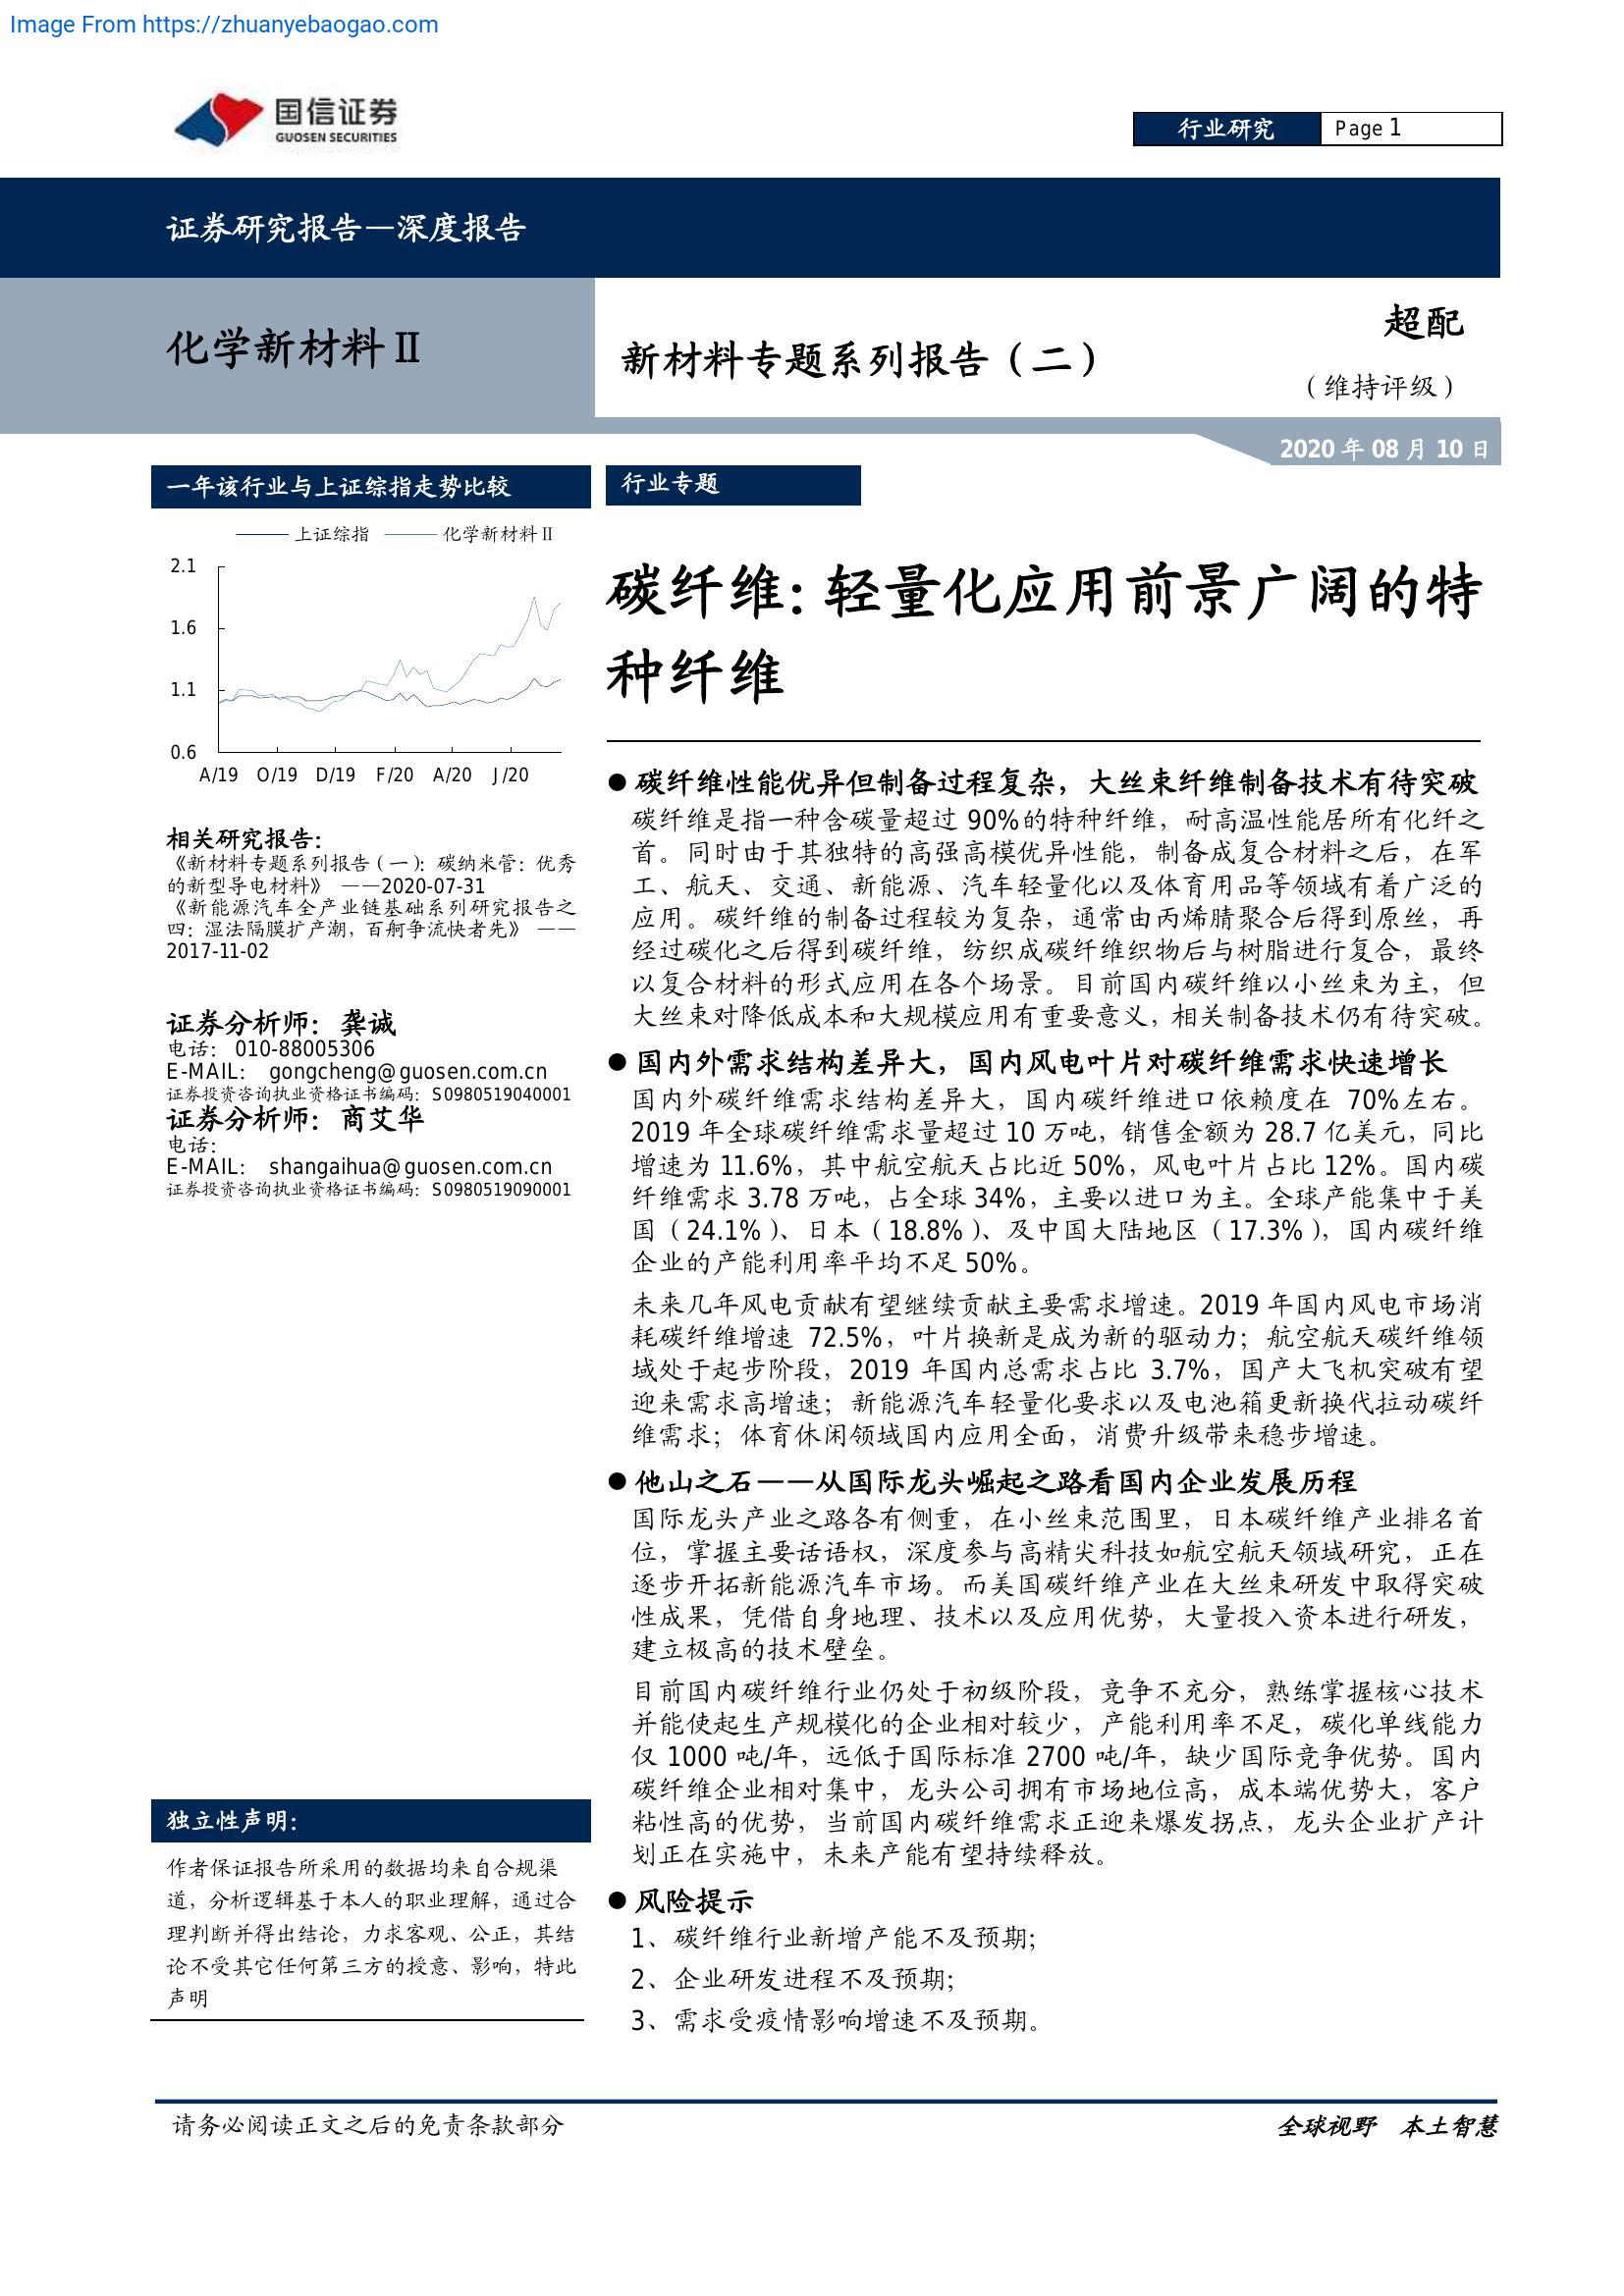 Image From https://zhuanyebaogao.com
国信证券
GUOSEN SECURITIES
行业研究
Page 1
证券研究报告—深度报告
化学新材料Ⅱ
新材料专题系列报告(二)
超配
(维持评级)
2020 年 08 月 10 日
一年该行业与上证综指走势比较
上证综指 化学新材料Ⅱ
2.1
1.6
1.1
0.6
A/19 O/19 D/19 F/20 A/20 J/20
相关研究报告:
《新材料专题系列报告(一): 碳纳米管: 优秀
的新型导电材料》 ——2020-07-31
《新能源汽车全产业链基础系列研究报告之
四: 湿法隔膜扩产潮, 百舸争流快者先》 ——
2017-11-02
证券分析师: 龚诚
电话: 010-88005306
E-MAIL: gongcheng@guosen.com.cn
证券投资咨询执业资格证书编码: S0980519040001
证券分析师: 商艾华
电话:
E-MAIL: shangaihua@guosen.com.cn
证券投资咨询执业资格证书编码: S0980519090001
独立性声明:
作者保证报告所采用的数据均来自合规渠
道, 分析逻辑基于本人的职业理解, 通过合
理判断并得出结论, 力求客观、公正, 其结
论不受其它任何第三方的授意、影响, 特此
声明
行业专题
碳纤维: 轻量化应用前景广阔的特
种纤维
● 碳纤维性能优异但制备过程复杂, 大丝束纤维制备技术有待突破
碳纤维是指一种含碳量超过 90%的特种纤维, 耐高温性能居所有化纤之
首。同时由于其独特的高强高模优异性能, 制备成复合材料之后, 在军
工、航天、交通、新能源、汽车轻量化以及体育用品等领域有着广泛的
应用。碳纤维的制备过程较为复杂, 通常由丙烯腈聚合后得到原丝, 再
经过碳化之后得到碳纤维, 纺织成碳纤维织物后与树脂进行复合, 最终
以复合材料的形式应用在各个场景。目前国内碳纤维以小丝束为主, 但
大丝束对降低成本和大规模应用有重要意义, 相关制备技术仍有待突破。
● 国内外需求结构差异大, 国内风电叶片对碳纤维需求快速增长
国内外碳纤维需求结构差异大, 国内碳纤维进口依赖度在 70%左右。
2019 年全球碳纤维需求量超过 10 万吨, 销售金额为 28.7 亿美元, 同比
增速为 11.6%, 其中航空航天占比近 50%, 风电叶片占比 12%。国内碳
纤维需求 3.78 万吨, 占全球 34%, 主要以进口为主。全球产能集中于美
国(24.1%)、日本(18.8%)、及中国大陆地区(17.3%), 国内碳纤维
企业的产能利用率平均不足 50%。
未来几年风电贡献有望继续贡献主要需求增速。2019 年国内风电市场消
耗碳纤维增速 72.5%, 叶片换新是成为新的驱动力; 航空航天碳纤维领
域处于起步阶段, 2019 年国内总需求占比 3.7%, 国产大飞机突破有望
迎来需求高增速; 新能源汽车轻量化要求以及电池箱更新换代拉动碳纤
维需求; 体育休闲领域国内应用全面, 消费升级带来稳步增速。
● 他山之石——从国际龙头崛起之路看国内企业发展历程
国际龙头产业之路各有侧重, 在小丝束范围里, 日本碳纤维产业排名首
位, 掌握主要话语权, 深度参与高精尖科技如航空航天领域研究, 正在
逐步开拓新能源汽车市场。而美国碳纤维产业在大丝束研发中取得突破
性成果, 凭借自身地理、技术以及应用优势, 大量投入资本进行研发,
建立极高的技术壁垒。
目前国内碳纤维行业仍处于初级阶段, 竞争不充分, 熟练掌握核心技术
并能使起生产规模化的企业相对较少, 产能利用率不足, 碳化单线能力
仅 1000 吨/年, 远低于国际标准 2700 吨/年, 缺少国际竞争优势。国内
碳纤维企业相对集中, 龙头公司拥有市场地位高, 成本端优势大, 客户
粘性高的优势, 当前国内碳纤维需求正迎来爆发拐点, 龙头企业扩产计
划正在实施中, 未来产能有望持续释放。
● 风险提示
1、碳纤维行业新增产能不及预期;
2、企业研发进程不及预期;
3、需求受疫情影响增速不及预期。
请务必阅读正文之后的免责条款部分
全球视野 本土智慧